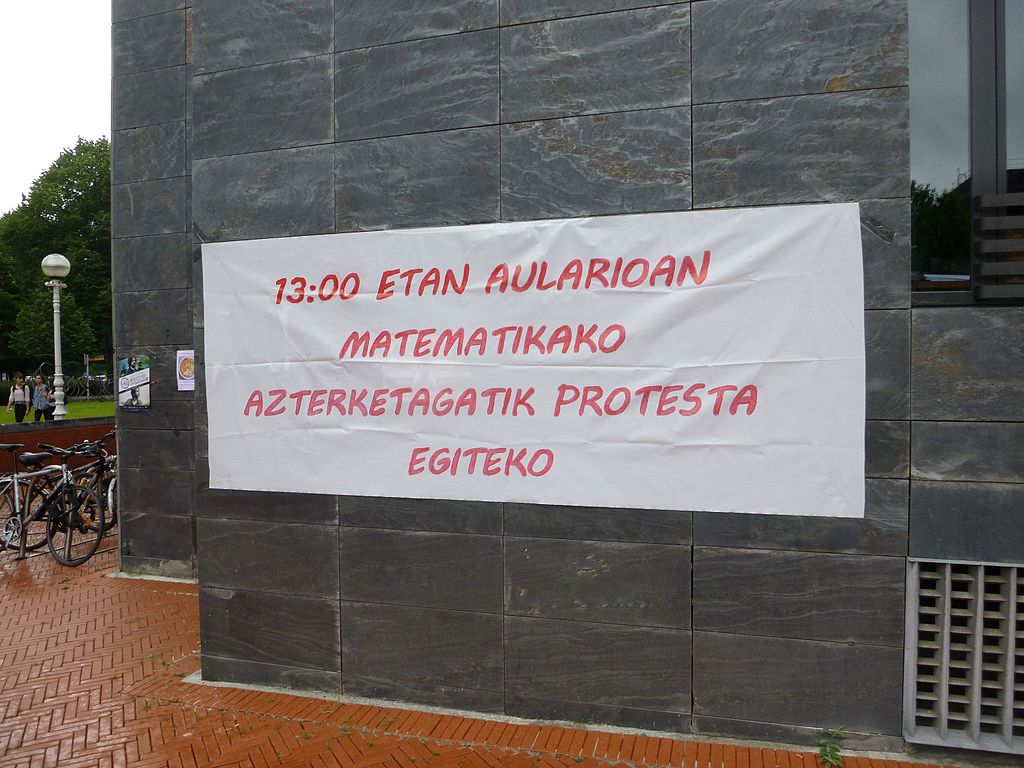 13:00 ETAN AULARIOAN
MATEMATIKAKO
AZTERKETAGATIK PROTESTA
EGITEKO